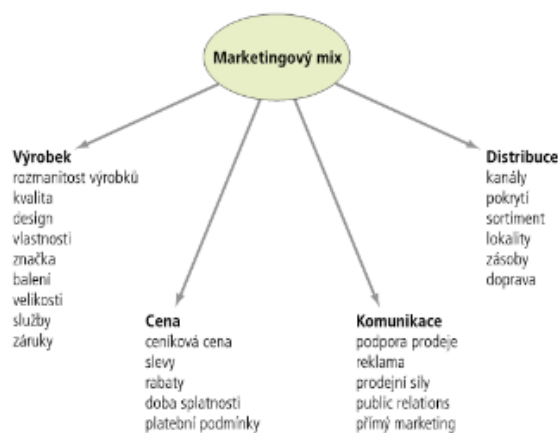 Marketingový mix
Výrobek
rozmanitost výrobků
kvalita
design
vlastnosti
značka
balení
velikosti
služby
záruky
Cena
ceníková cena
slevy
rabaty
doba splatnosti
platební podmínky
Komunikace
podpora prodeje
reklama
prodejní síly
public relations
přímý marketing
Distribuce
kanály
pokrytí
sortiment
lokality
zásoby
doprava